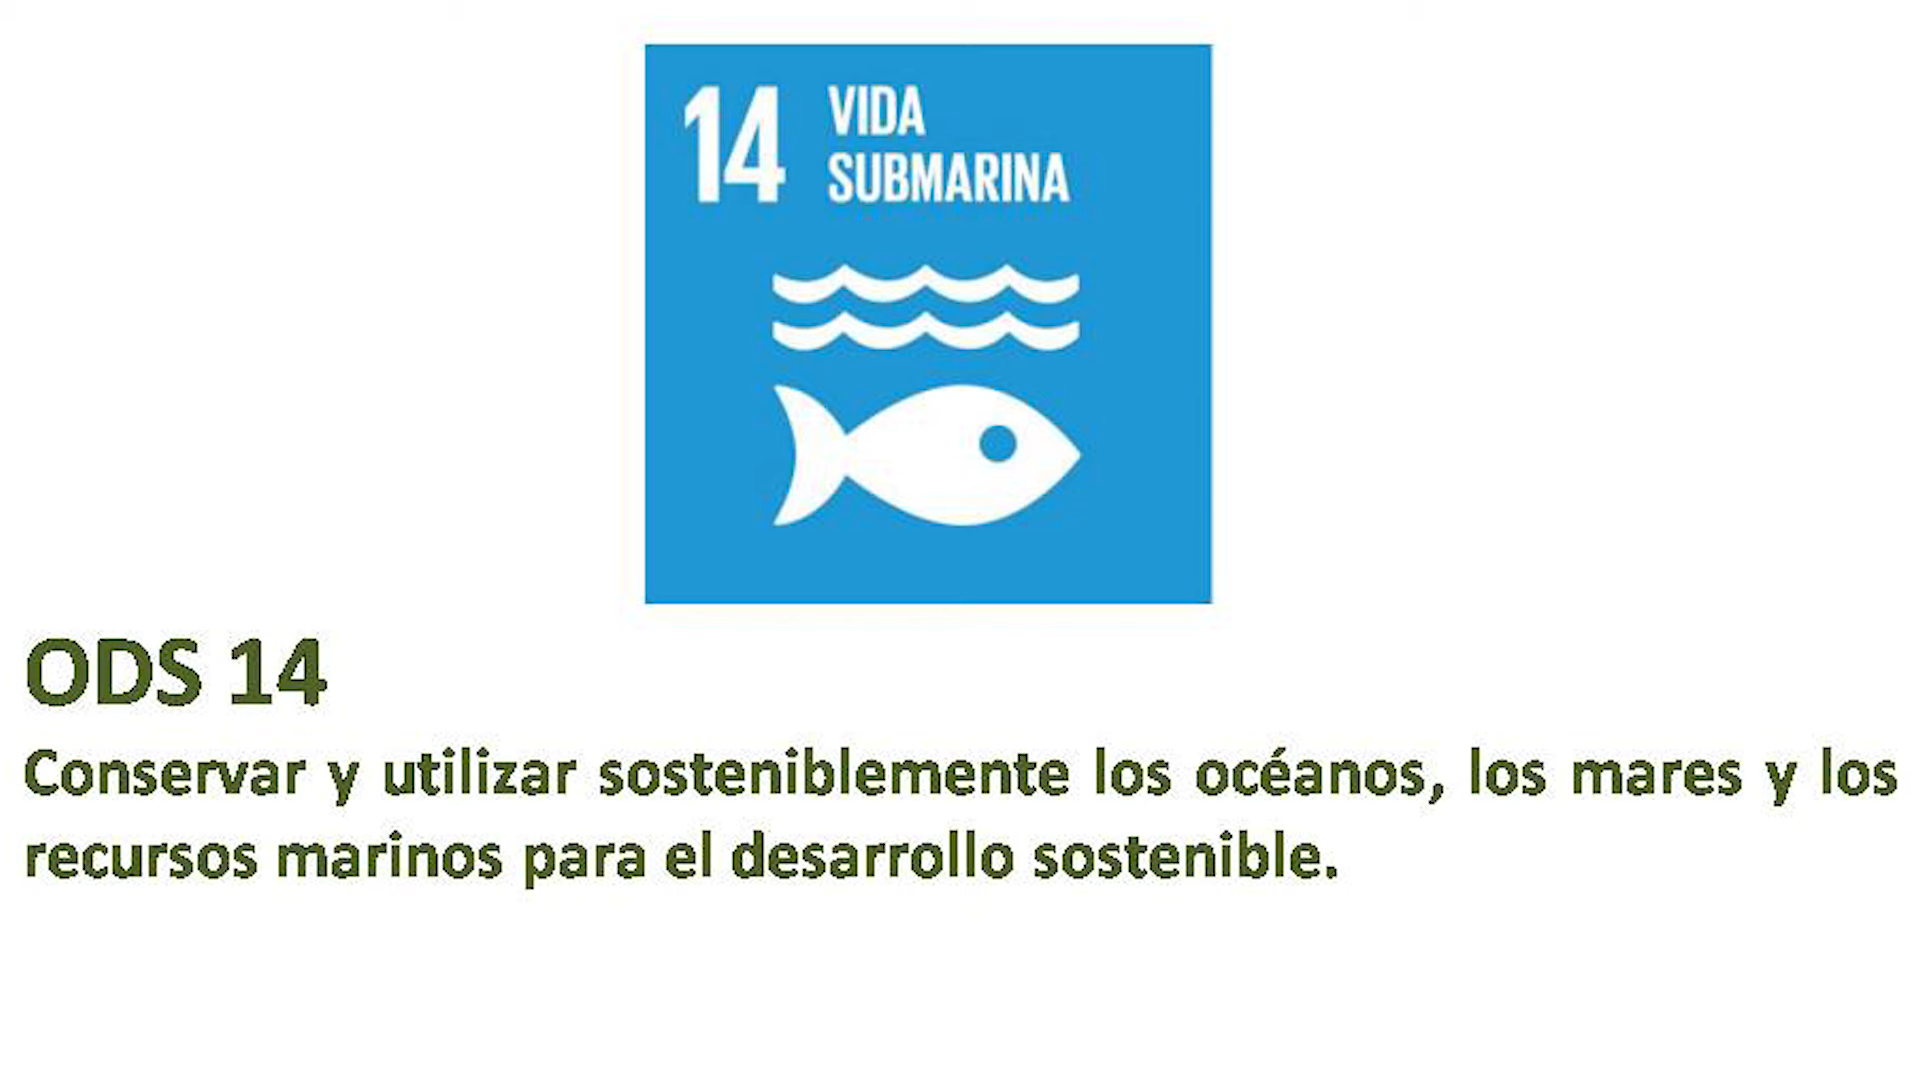 14 VIDA
SUBMARINA
ODS 14
Conservar y utilizar sosteniblemente los océanos, los mares y los
recursos marinos para el desarrollo sostenible.